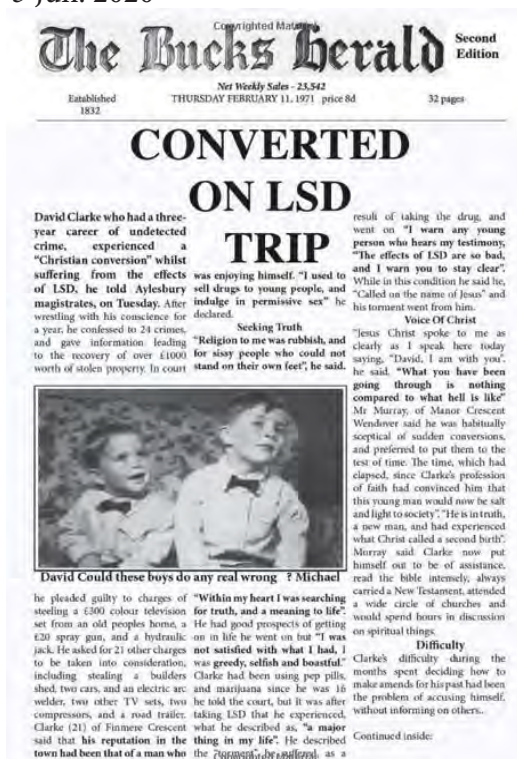 5 Jun. 2020
Copyrighted Material
The Bucks Herald
Second
Edition
Net Weekly Sales - 23,542
Eatablished
1832
THURSDAY FEBRUARY 11, 1971 price 8d
32 pages
CONVERTED
ON LSD
TRIP
David Clarke who had a three-
year career of undetected
crime, experienced a
"Christian conversion" whilst
suffering from the effects
of LSD, he told Aylesbury
magistrates, on Tuesday. After
wrestling with his conscience for
a year, he confessed to 24 crimes,
and gave information leading
to the recovery of over £1000
worth of stolen property. In court
was enjoying himself. "I used to
sell drugs to young people, and
indulge in permissive sex" he
declared.
Seeking Truth
"Religion to me was rubbish, and
for sisay people who could not
stand on their own feet", he said.
David Could these boys do any real wrong ? Michael
he pleaded guilty to charges of
steeling a £300 colour television
set from an old peoples home, a
£20 spray gun, and a hydraulic
jack. He asked for 21 other charges
to be taken into consideration,
including stealing a builders
shed, two cars, and an electric arc
welder, two other TV sets, two
compressors, and a road trailer.
Clarke (21) of Finmere Crescent
said that his reputation in the
town had been that of a man who
"Within my heart I was searching
for truth, and a meaning to life".
He had good prospects of getting
on in life he went on but "I was
not satisfied with what I had, I
was greedy, selfish and boastful."
Clarke had been using pep pills,
and marijuana since he was 16
he told the court, but it was after
taking LSD that he experienced,
what he described as, "a major
thing in my life". He described
the "torment" he suffered as a
result of taking the drug, and
went on "I warn any young
person who hears my testimony,
"The effects of LSD are so bad,
and I warn you to stay clear".
While in this condition he said he,
"Called on the name of Jesus" and
his torment went from him.
Voice Of Christ
"Jesus Christ spoke to me as
clearly as I speak here today
saying, "David, I am with you".
he said. "What you have been
going through is nothing
compared to what hell is like"
Mr Murray, of Manor Crescent
Wendover said he was habitually
sceptical of sudden conversions,
and preferred to put them to the
test of time. The time, which had
elapsed, since Clarke's profession
of faith had convinced him that
this young man would now be salt
and light to society". "He is in truth,
a new man, and had experienced
what Christ called a second birth".
Murray said Clarke now put
himself out to be of assistance,
read the bible intensely, always
carried a New Testament, attended
a wide circle of churches and
would spend hours in discussion
on spiritual things.
Difficulty
Clarke's difficulty during the
months spent deciding how to
make amends for his past had been
the problem of accusing himself,
without informing on others..
Continued inside: